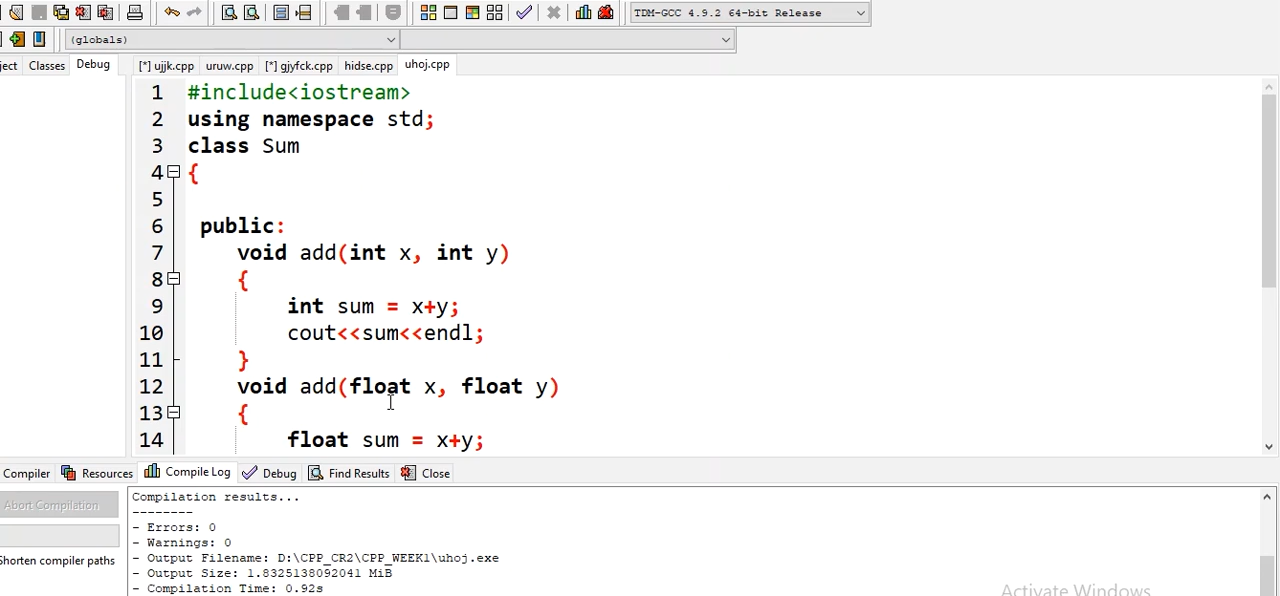 TDM-GCC 4.9.2 64-bit Release
(globals)
ject Classes Debug [*] ujjk.cpp uruw.cpp [*] gjyfck.cpp hidse.cpp uhoj.cpp
1 #include<iostream>
2 using namespace std;
3 class Sum
4 {
5
6 public:
7 void add(int x, int y)
8 {
9 int sum = x+y;
10 cout<<sum<<endl;
11 }
12 void add(float x, float y)
13 {
14 float sum = x+y;
Compiler Resources Compile Log Debug Find Results Close
Abort Compilation
Shorten compiler paths
Compilation results...
--------
- Errors: 0
- Warnings: 0
- Output Filename: D:\CPP_CR2\CPP_WEEK1\uhoj.exe
- Output Size: 1.8325138092041 MiB
- Compilation Time: 0.92s
Activate Windows